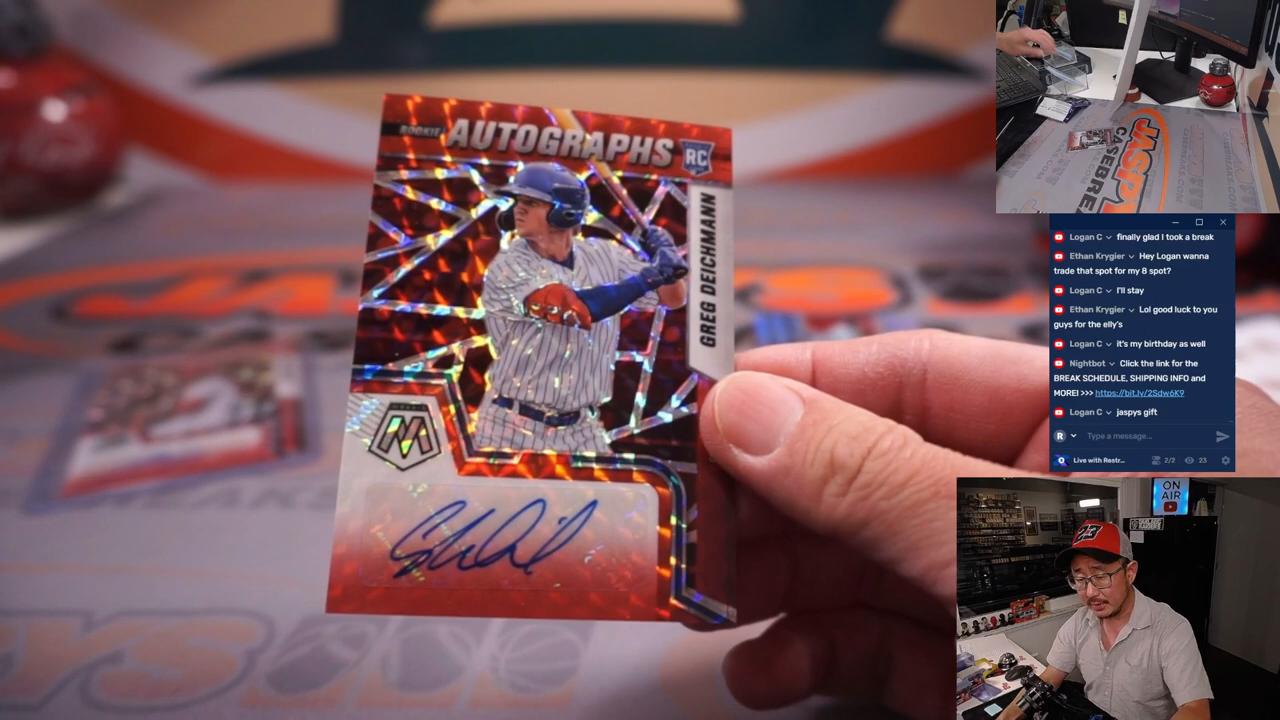 ROOKIE
AUTOGRAPHS
RC
GREG DEICHMANN
MOSAIC
JASPY
CASEBRE
Logan C finally glad I took a break
Ethan Krygier Hey Logan wanna
trade that spot for my 8 spot?
Logan C I'll stay
Ethan Krygier Lol good luck to you
guys for the elly's
Logan C it's my birthday as well
Nightbot Click the link for the
BREAK SCHEDULE, SHIPPING INFO and
MORE! >>> https://bit.ly/2Sdw6K9
Logan C jaspys gift
R Type a message...
Live with Restr... 2/2 23
ON
AIR
YS